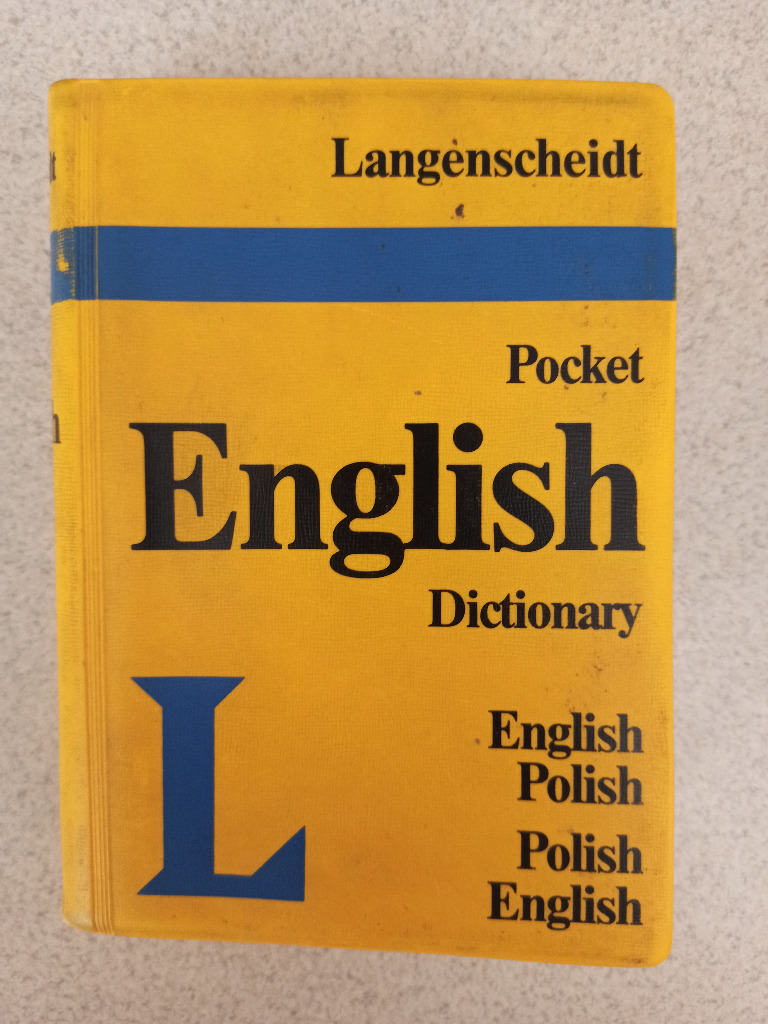 Langenscheidt
Pocket
English
Dictionary
L
English
Polish
Polish
English